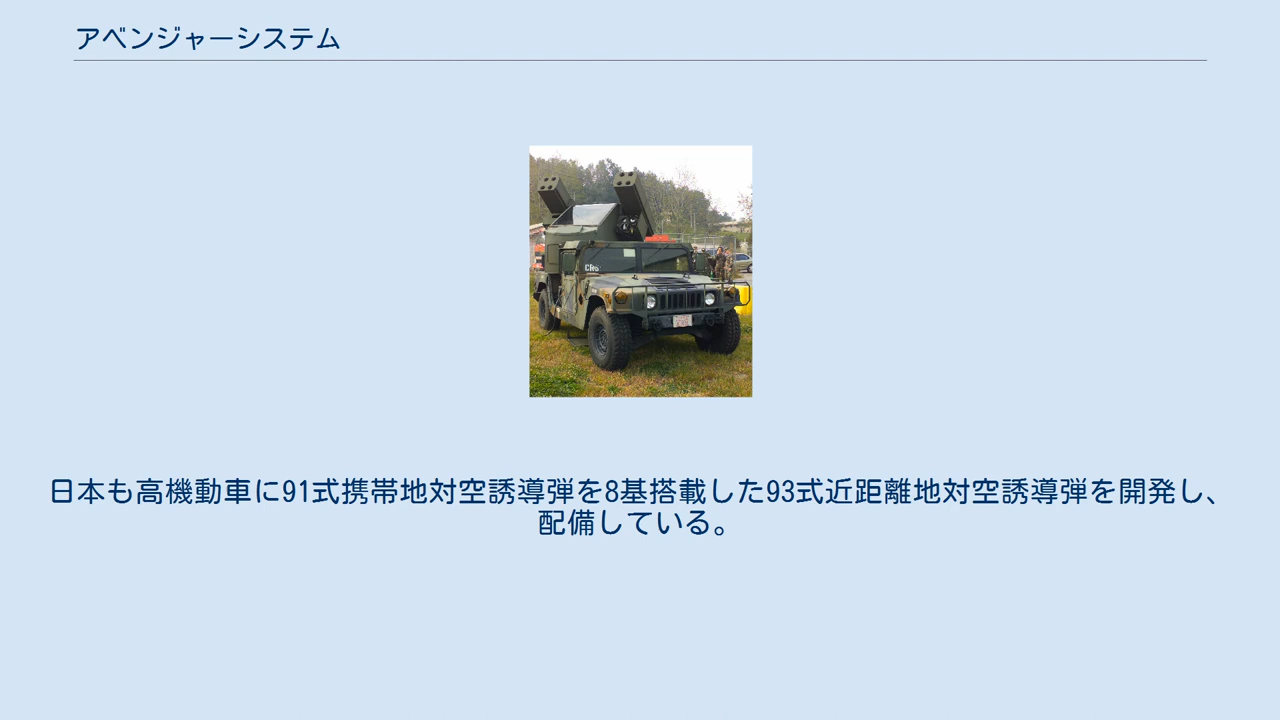 アベンジャーシステム
日本も高機動車に91式携帯地対空誘導弾を8基搭載した93式近距離地対空誘導弾を開発し、
配備している。